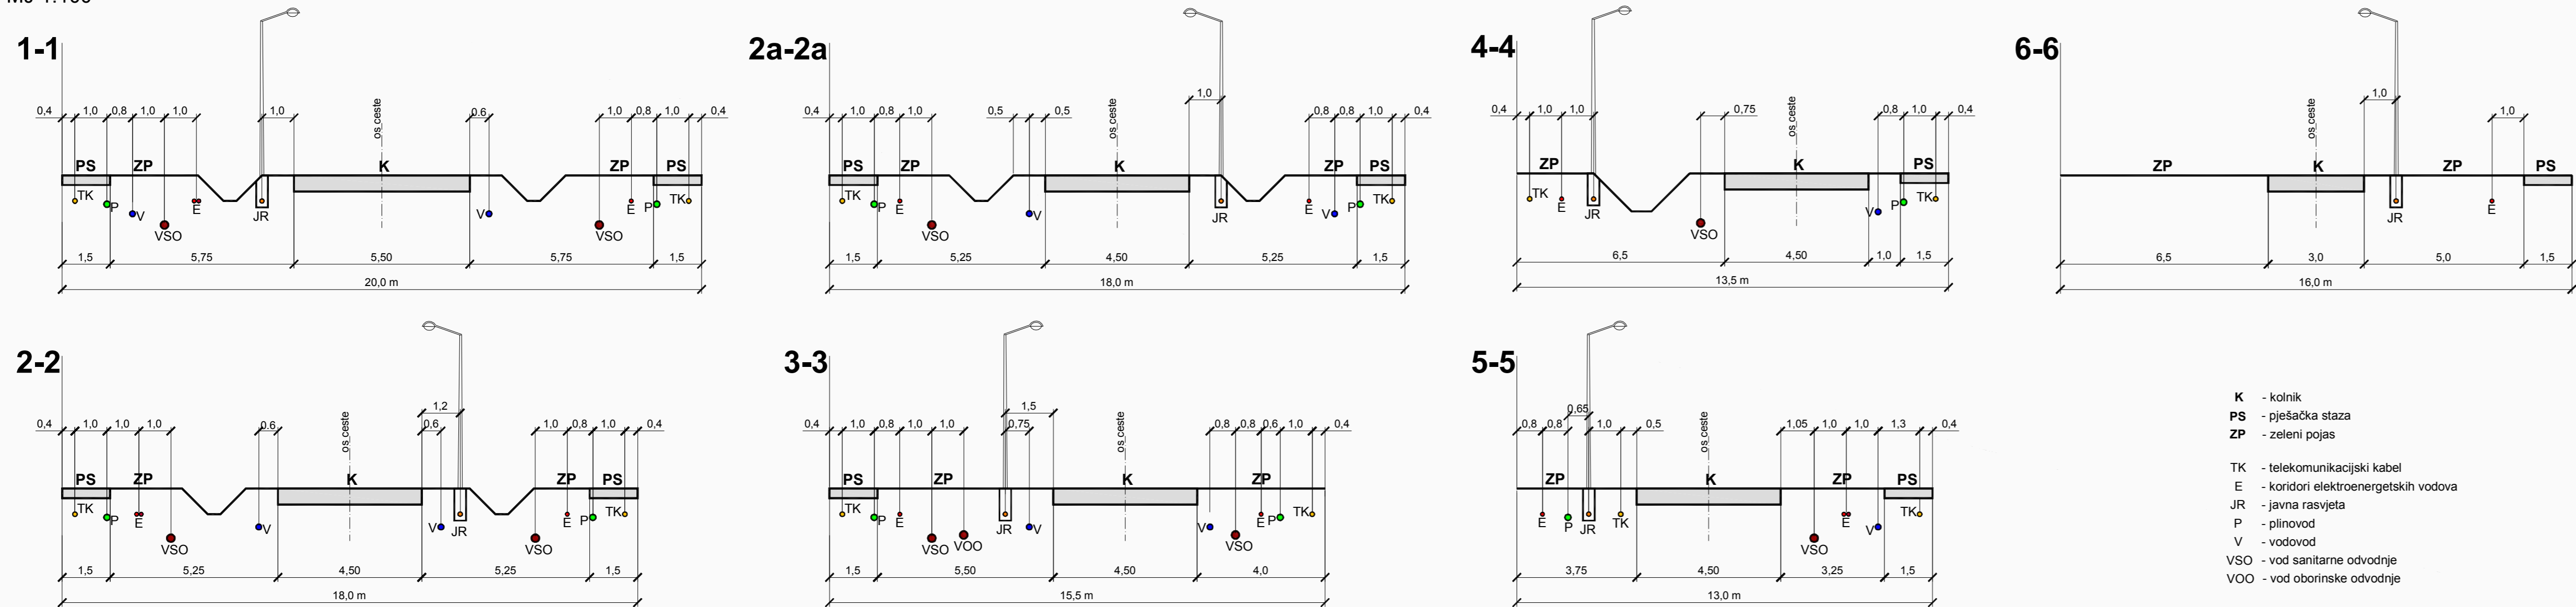 1-1
0,4 1,0 0,8 1,0 1,0 1,0 os ceste 0.6 1,0 0,8 1,0 0,4
PS ZP K ZP PS
TK P V VSO E JR V VSO E P TK
1,5 5,75 5,50 5,75 1,5
20,0 m
2a-2a
1,0
0,4 1,0 0,8 1,0 0,5 0,5 os ceste 0,8 0,8 1,0 0,4
PS ZP K ZP PS
TK P E VSO V JR E V P TK
1,5 5,25 4,50 5,25 1,5
18,0 m
4-4
0,4 1,0 1,0 0,75 os ceste 0,8 1,0 0,4
ZP K PS
TK E JR VSO V P TK
6,5 4,50 1,0 1,5
13,5 m
6-6
1,0
os ceste 1,0
ZP K ZP PS
JR E
6,5 3,0 5,0 1,5
16,0 m
2-2
1,2
0,4 1,0 1,0 1,0 0.6 os ceste 0,6 1,0 0,8 1,0 0,4
PS ZP K ZP PS
TK P E VSO V V JR VSO E P TK
1,5 5,25 4,50 5,25 1,5
18,0 m
3-3
1,5
0,4 1,0 0,8 1,0 1,0 0,75 os ceste 0,8 0,8 0,6 1,0 0,4
PS ZP K ZP
TK P E VSO VOO JR V V VSO E P TK
1,5 5,50 4,50 4,0
15,5 m
5-5
0,65
0,8 0,8 1,0 0,5 os ceste 1,05 1,0 1,0 1,3 0,4
ZP K ZP PS
E P JR TK VSO E V TK
3,75 4,50 3,25 1,5
13,0 m
K - kolnik
PS - pješačka staza
ZP - zeleni pojas
TK - telekomunikacijski kabel
E - koridori elektroenergetskih vodova
JR - javna rasvjeta
P - plinovod
V - vodovod
VSO - vod sanitarne odvodnje
VOO - vod oborinske odvodnje